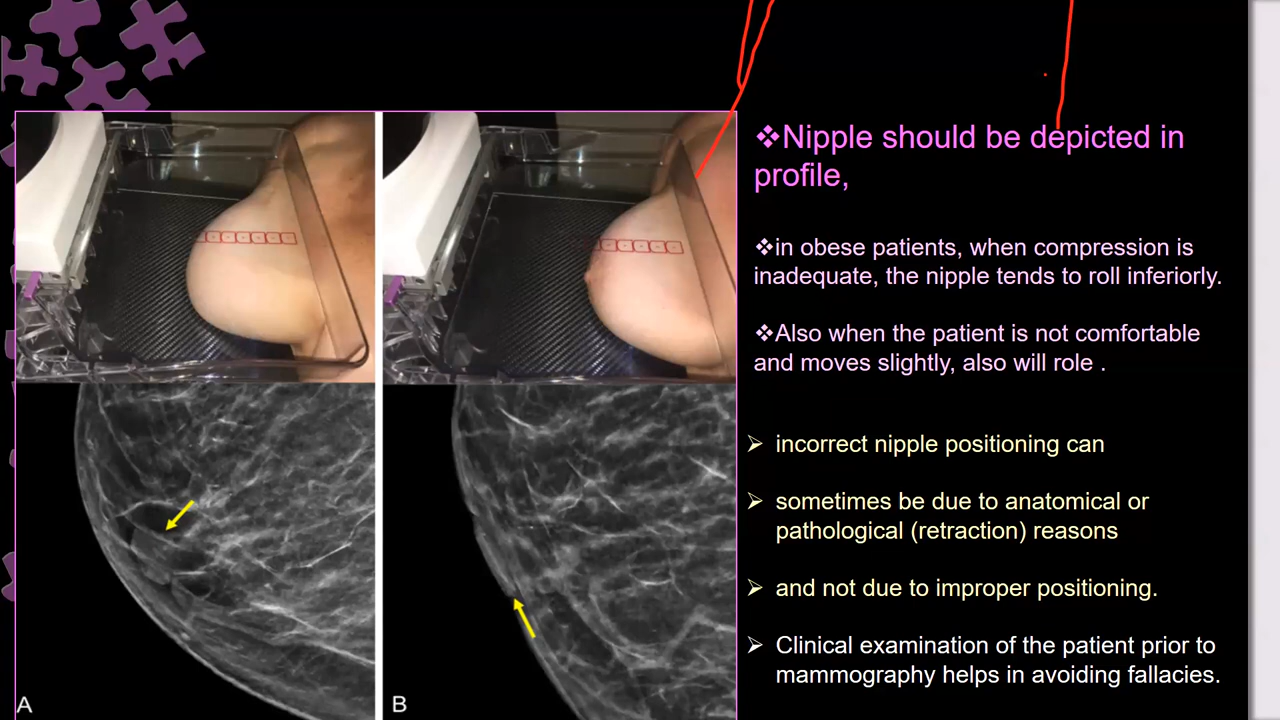 ❖Nipple should be depicted in
profile,
❖in obese patients, when compression is
inadequate, the nipple tends to roll inferiorly.
❖Also when the patient is not comfortable
and moves slightly, also will role .
➢ incorrect nipple positioning can
➢ sometimes be due to anatomical or
pathological (retraction) reasons
➢ and not due to improper positioning.
➢ Clinical examination of the patient prior to
mammography helps in avoiding fallacies.
A
B